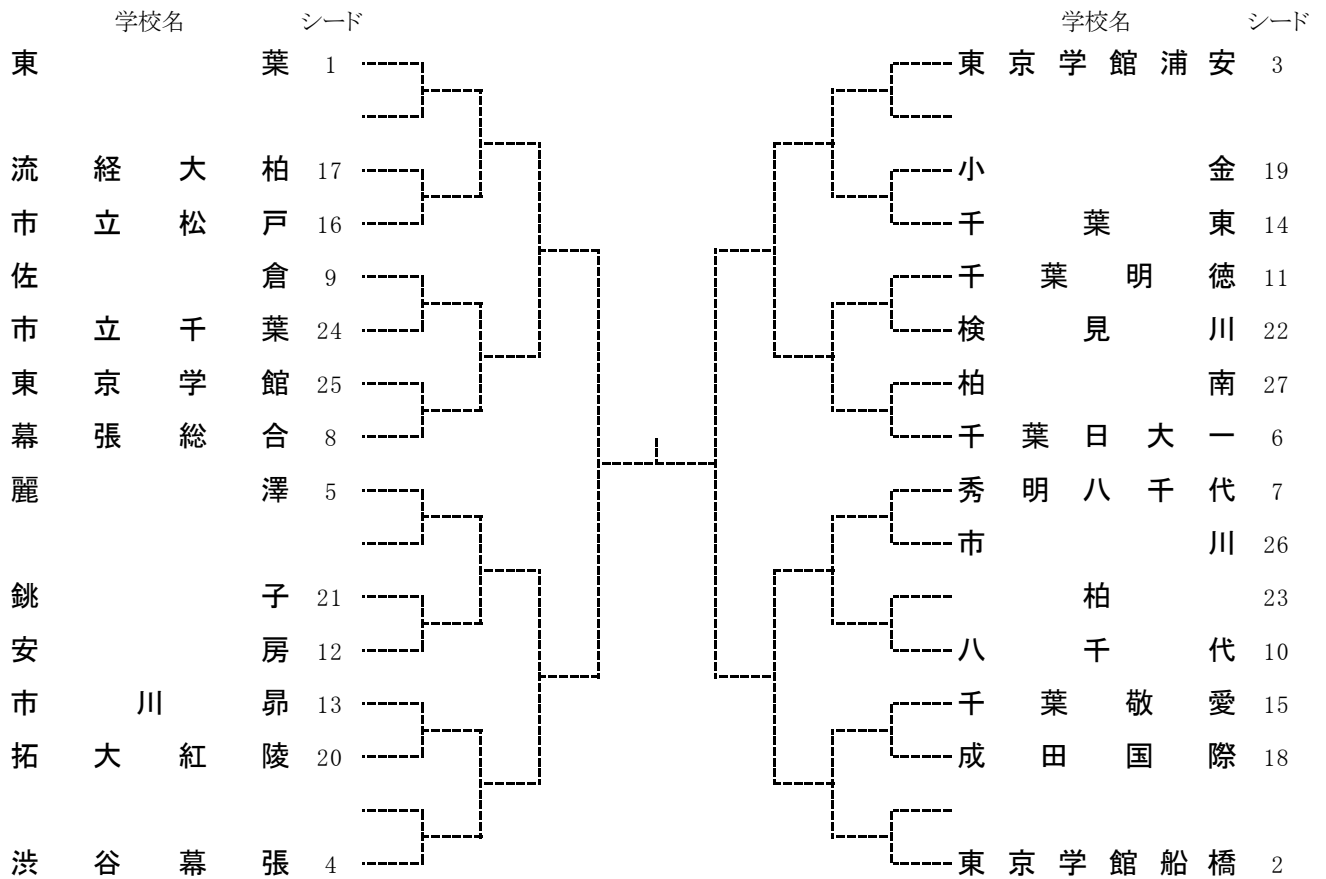 学校名 シード 学校名 シード
東葉 1 東京学館浦安 3
流経大柏 17 小金 19
市立松戸 16 千葉東 14
佐倉 9 千葉明徳 11
市立千葉 24 検見川 22
東京学館 25 柏南 27
幕張総合 8 千葉日大一 6
麗澤 5 秀明八千代 7
市川 26
銚子 21 柏 23
安房 12 八千代 10
市川昴 13 千葉敬愛 15
拓大紅陵 20 成田国際 18
渋谷幕張 4 東京学館船橋 2